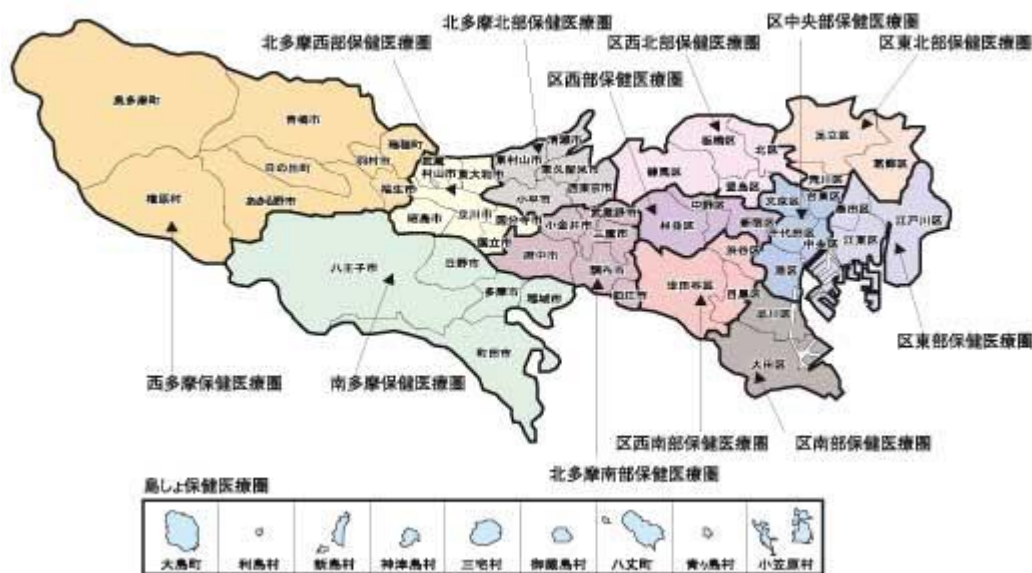 北多摩北部保健医療圏
区中央部保健医療圏
北多摩西部保健医療圏
区西北部保健医療圏
区東北部保健医療圏
区西部保健医療圏
奥多摩町
青梅市
瑞穂町
羽村市
日の出町
福生市
檜原村
あきる野市
武蔵村山市
東大和市
昭島市
立川市
国分寺市
国立市
東村山市
清瀬市
東久留米市
小平市
西東京市
武蔵野市
小金井市
三鷹市
府中市
調布市
狛江市
八王子市
日野市
多摩市
稲城市
町田市
練馬区
板橋区
北区
豊島区
中野区
杉並区
新宿区
渋谷区
世田谷区
目黒区
品川区
大田区
足立区
葛飾区
荒川区
文京区
台東区
千代田区
中央区
港区
墨田区
江東区
江戸川区
区東部保健医療圏
西多摩保健医療圏
南多摩保健医療圏
区西南部保健医療圏
区南部保健医療圏
北多摩南部保健医療圏
島しょ保健医療圏
大島町
利島村
新島村
神津島村
三宅村
御蔵島村
八丈町
青ヶ島村
小笠原村